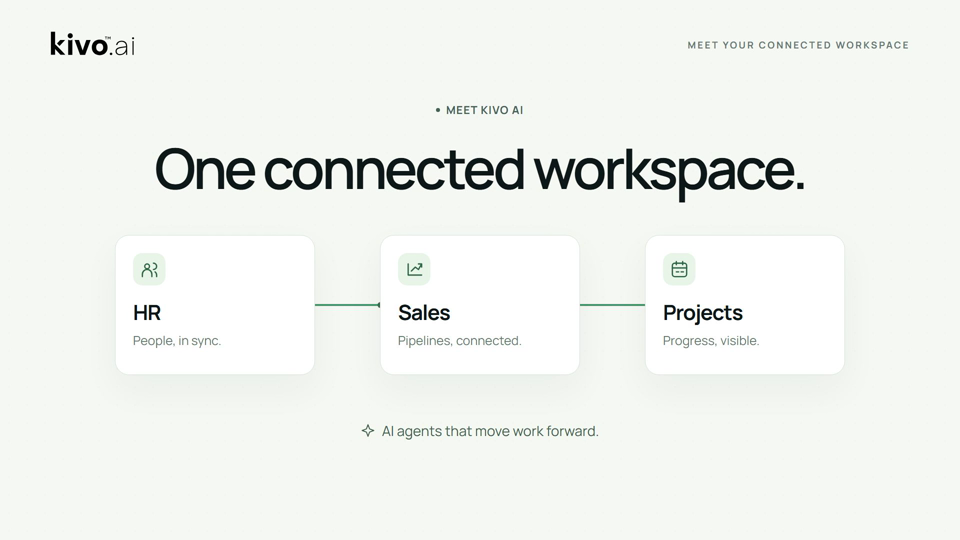 kivo™.ai
MEET YOUR CONNECTED WORKSPACE
• MEET KIVO AI
One connected workspace.
HR
People, in sync.
Sales
Pipelines, connected.
Projects
Progress, visible.
AI agents that move work forward.